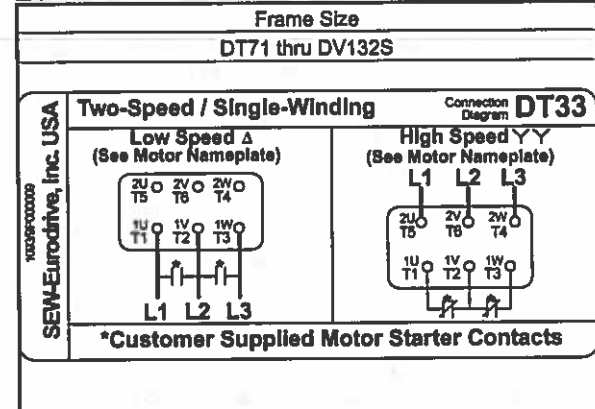 Frame Size
DT71 thru DV132S
SEW-Eurodrive, Inc. USA
Two-Speed / Single-Winding
Connection Diagram DT33
Low Speed Δ
(See Motor Nameplate)
2U 2V 2W
T5 T6 T4
1U 1V 1W
T1 T2 T3
* *
L1 L2 L3
High Speed Y Y
(See Motor Nameplate)
L1 L2 L3
2U 2V 2W
T5 T6 T4
1U 1V 1W
T1 T2 T3
* *
*Customer Supplied Motor Starter Contacts